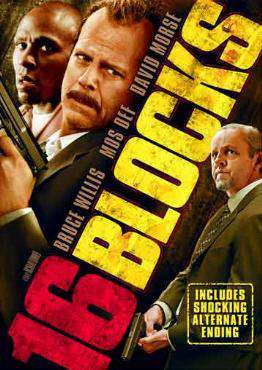 BRUCE WILLIS
MOS DEF
DAVID MORSE
16
BLOCKS
INCLUDES
SHOCKING
ALTERNATE
ENDING